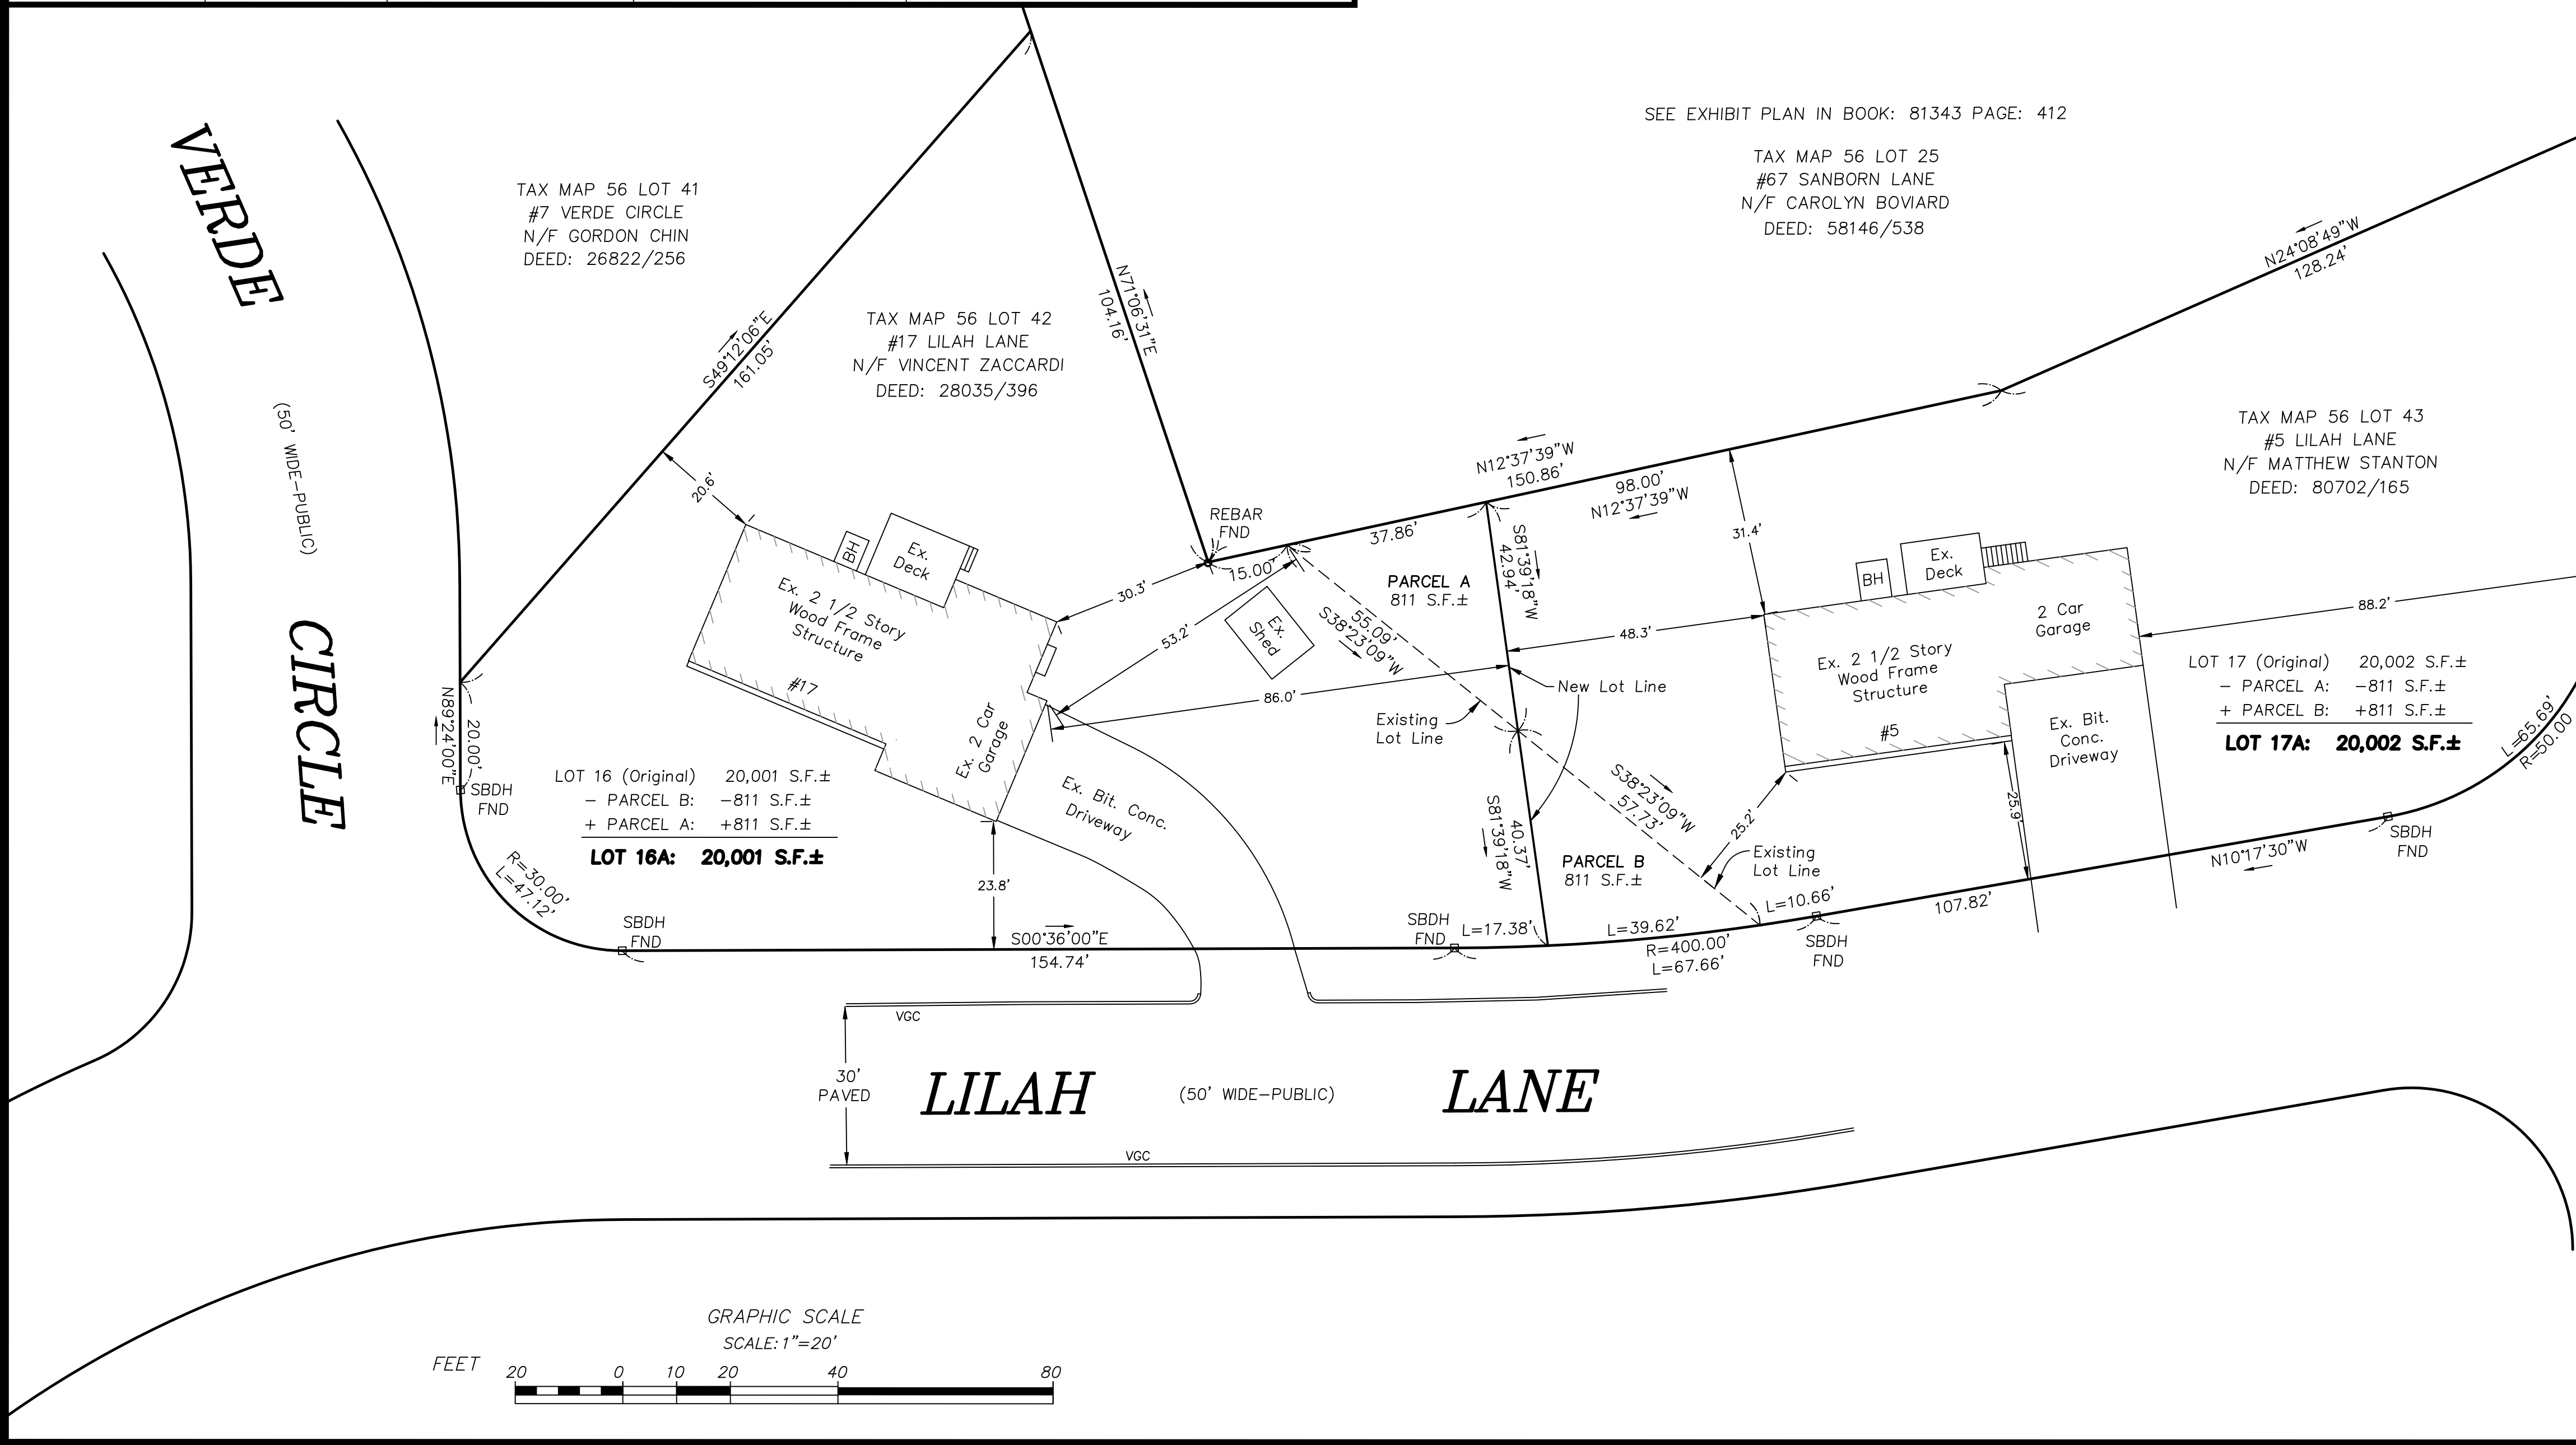 SEE EXHIBIT PLAN IN BOOK: 81343 PAGE: 412
TAX MAP 56 LOT 25
#67 SANBORN LANE
N/F CAROLYN BOVIARD
DEED: 58146/538
VERDE
CIRCLE
(50' WIDE-PUBLIC)
TAX MAP 56 LOT 41
#7 VERDE CIRCLE
N/F GORDON CHIN
DEED: 26822/256
S49°12'06"E
161.05'
TAX MAP 56 LOT 42
#17 LILAH LANE
N/F VINCENT ZACCARDI
DEED: 28035/396
N71°06'31"E
104.16'
N24°08'49"W
128.24'
N12°37'39"W
150.86'
98.00'
N12°37'39"W
TAX MAP 56 LOT 43
#5 LILAH LANE
N/F MATTHEW STANTON
DEED: 80702/165
20.6'
BH
Ex.
Deck
Ex. 2 1/2 Story
Wood Frame
Structure
#17
Ex. 2 Car
Garage
REBAR
FND
30.3'
15.00'
37.86'
53.2'
Ex.
Shed
PARCEL A
811 S.F.±
55.09'
S38°23'09"W
S81°39'18"W
42.94'
31.4'
48.3'
86.0'
New Lot Line
Existing
Lot Line
BH
Ex.
Deck
2 Car
Garage
Ex. 2 1/2 Story
Wood Frame
Structure
#5
Ex. Bit.
Conc.
Driveway
88.2'
LOT 17 (Original) 20,002 S.F.±
- PARCEL A: -811 S.F.±
+ PARCEL B: +811 S.F.±
LOT 17A: 20,002 S.F.±
L=65.69'
R=50.00
N89°24'00"E
20.00'
SBDH
FND
LOT 16 (Original) 20,001 S.F.±
- PARCEL B: -811 S.F.±
+ PARCEL A: +811 S.F.±
LOT 16A: 20,001 S.F.±
R=30.00'
L=47.12'
SBDH
FND
23.8'
Ex. Bit. Conc.
Driveway
S00°36'00"E
154.74'
SBDH
FND
L=17.38'
S81°39'18"W
40.37'
PARCEL B
811 S.F.±
S38°23'09"W
57.73'
25.2'
Existing
Lot Line
25.9'
L=39.62'
L=10.66'
R=400.00'
L=67.66'
SBDH
FND
107.82'
N10°17'30"W
SBDH
FND
VGC
30'
PAVED
LILAH
(50' WIDE-PUBLIC)
LANE
VGC
GRAPHIC SCALE
SCALE: 1"=20'
FEET 20 0 10 20 40 80